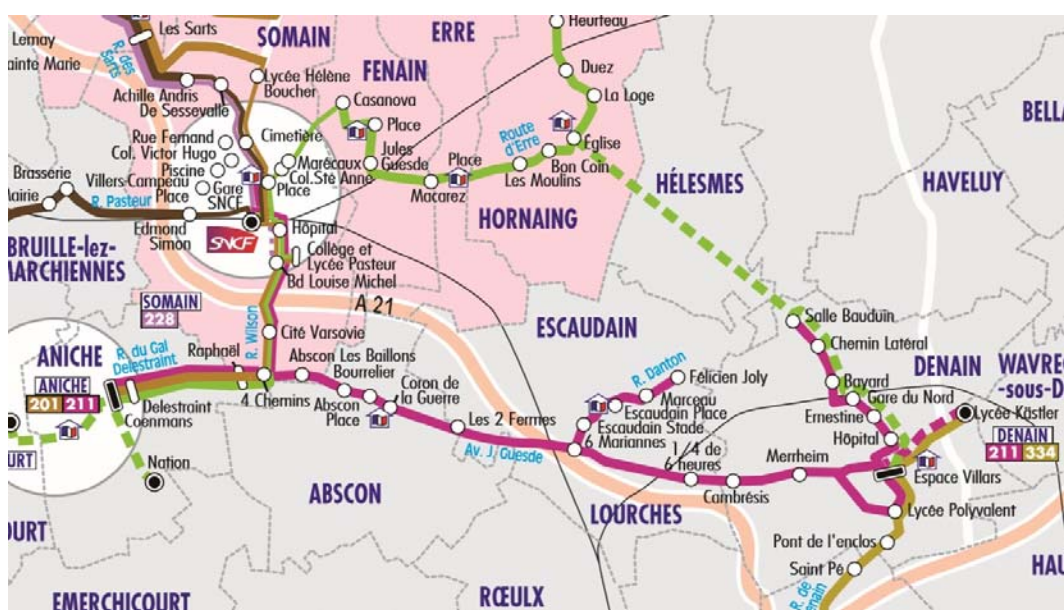 Lemay
ainte Marie
Les Sarts
R. des
Sarts
SOMAIN
ERRE
Heurteau
Duez
La Loge
BELLA
Achille Andris
De Sessevalle
Lycée Hélène
Boucher
FENAIN
Casanova
Place
Jules
Guesde
Cimetière
Rue Fernand
Col. Victor Hugo
Piscine
Gare
SNCF
Marécaux
Col.Sté Anne
Place
Macarez
Place
Route
d'Erre
Les Moulins
Bon Coin
Église
HORNAING
HÉLESMES
HAVELUY
Brasserie
Mairie
Villers-Campeau
Place
R. Pasteur
Edmond
Simon
SNCF
Hôpital
Collège et
Lycée Pasteur
Bd Louise Michel
BRUILLE-lez-
MARCHIENNES
SOMAIN
228
A 21
R. Wilson
Cité Varsovie
ESCAUDAIN
Salle Bauduin
Chemin Latéral
DENAIN
WAVRE
-sous-D
ANICHE
ANICHE
201 211
R. du Gal
Delestraint
Raphaël
Delestraint
Coenmans
4 Chemins
Abscon Les Baillons
Bourrelier
Abscon
Place
Coron de
la Guerre
Les 2 Fermes
Av. J. Guesde
R. Danton
Félicien Joly
Marceau
Escaudain Place
Escaudain Stade
6 Mariannes
1/4 de
6 heures
Cambrésis
Merrheim
Bayard
Gare du Nord
Ernestine
Hôpital
Lycée Kästler
DENAIN
211 334
Espace Villars
Lycée Polyvalent
Pont de l'enclos
Saint Pé
R. de
Nation
OURT
COURT
ABSCON
LOURCHES
HAU
EMERCHICOURT
RŒULX